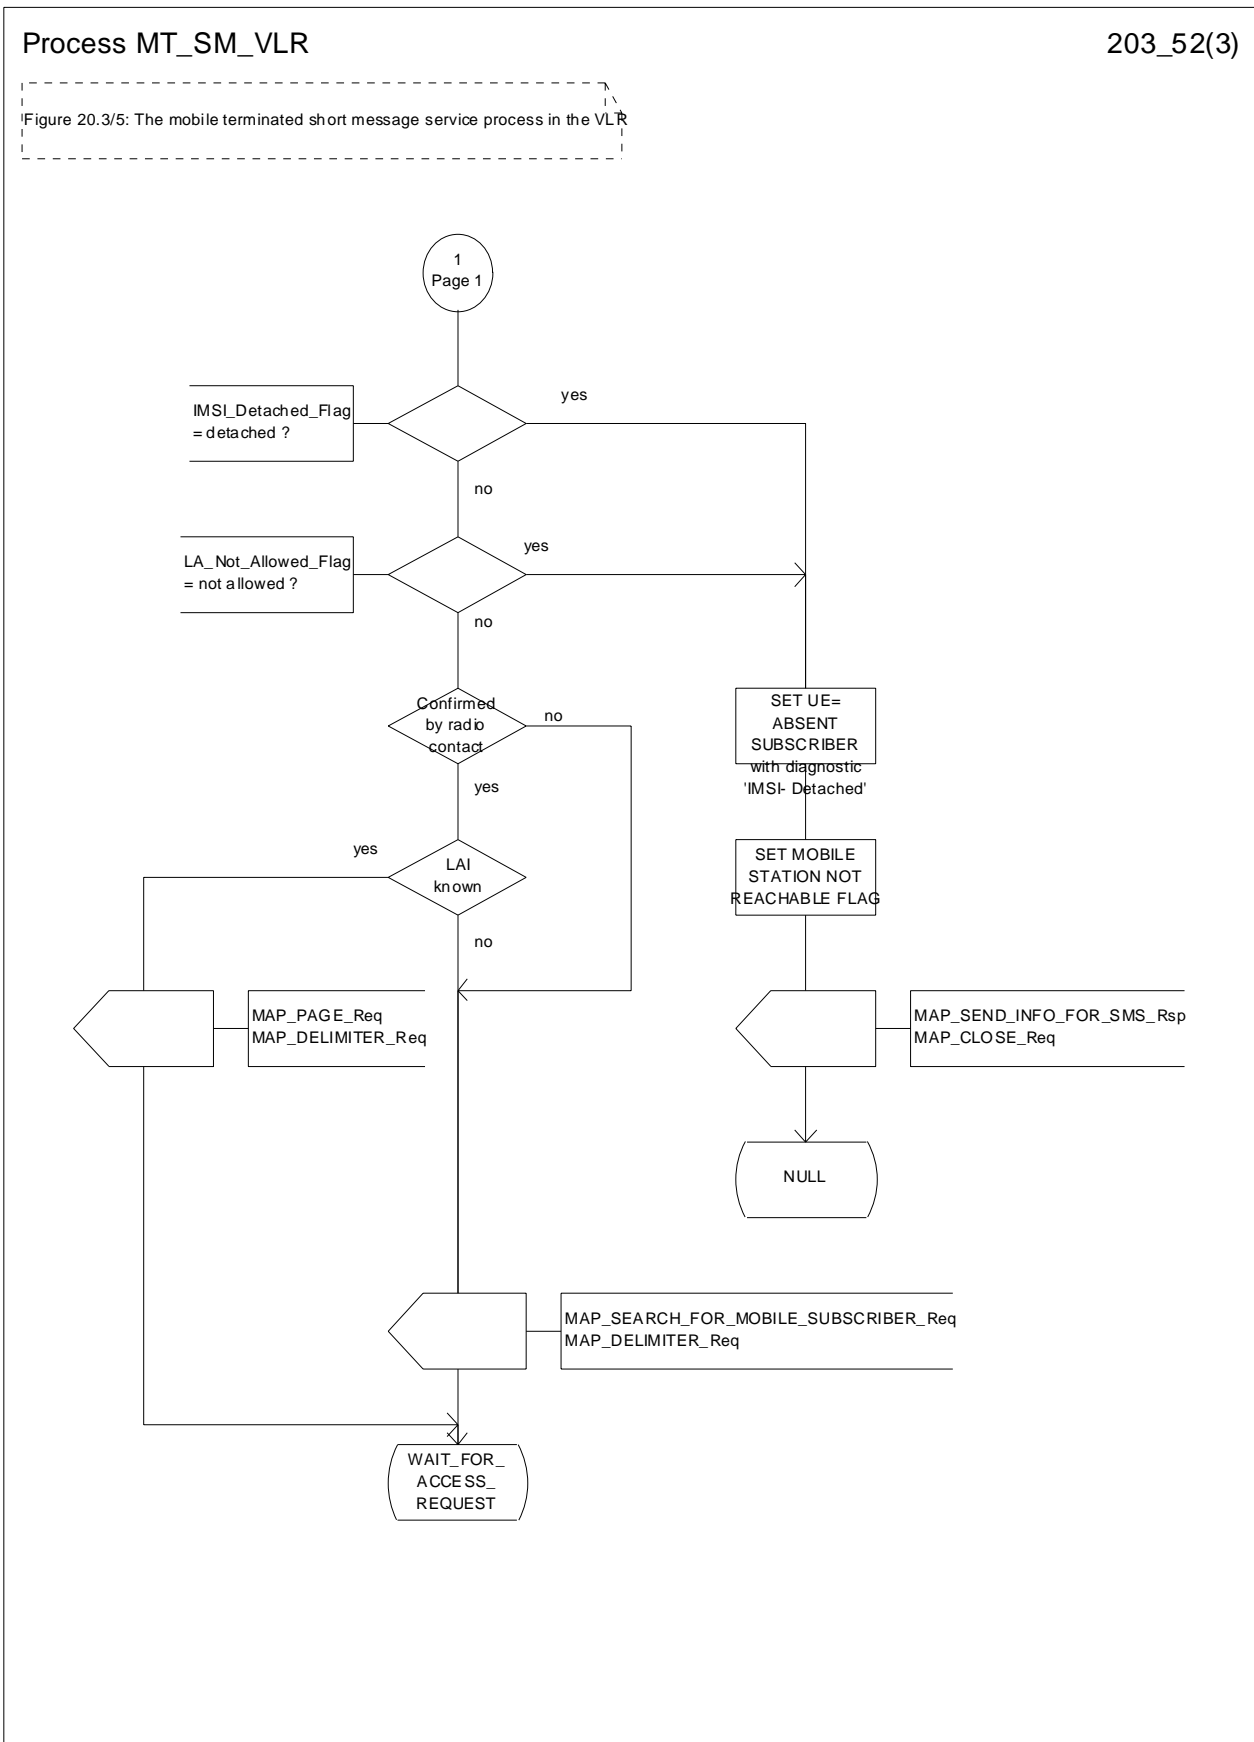 Process MT_SM_VLR
203_52(3)
Figure 20.3/5: The mobile terminated short message service process in the VLR
1
Page 1
IMSI_Detached_Flag
= detached ?
yes
no
LA_Not_Allowed_Flag
= not allowed ?
yes
no
Confirmed
by radio
contact
no
yes
SET UE=
ABSENT
SUBSCRIBER
with diagnostic
'IMSI- Detached'
yes
LAI
known
no
SET MOBILE
STATION NOT
REACHABLE FLAG
MAP_PAGE_Req
MAP_DELIMITER_Req
MAP_SEND_INFO_FOR_SMS_Rsp
MAP_CLOSE_Req
NULL
MAP_SEARCH_FOR_MOBILE_SUBSCRIBER_Req
MAP_DELIMITER_Req
WAIT_FOR_
ACCESS_
REQUEST